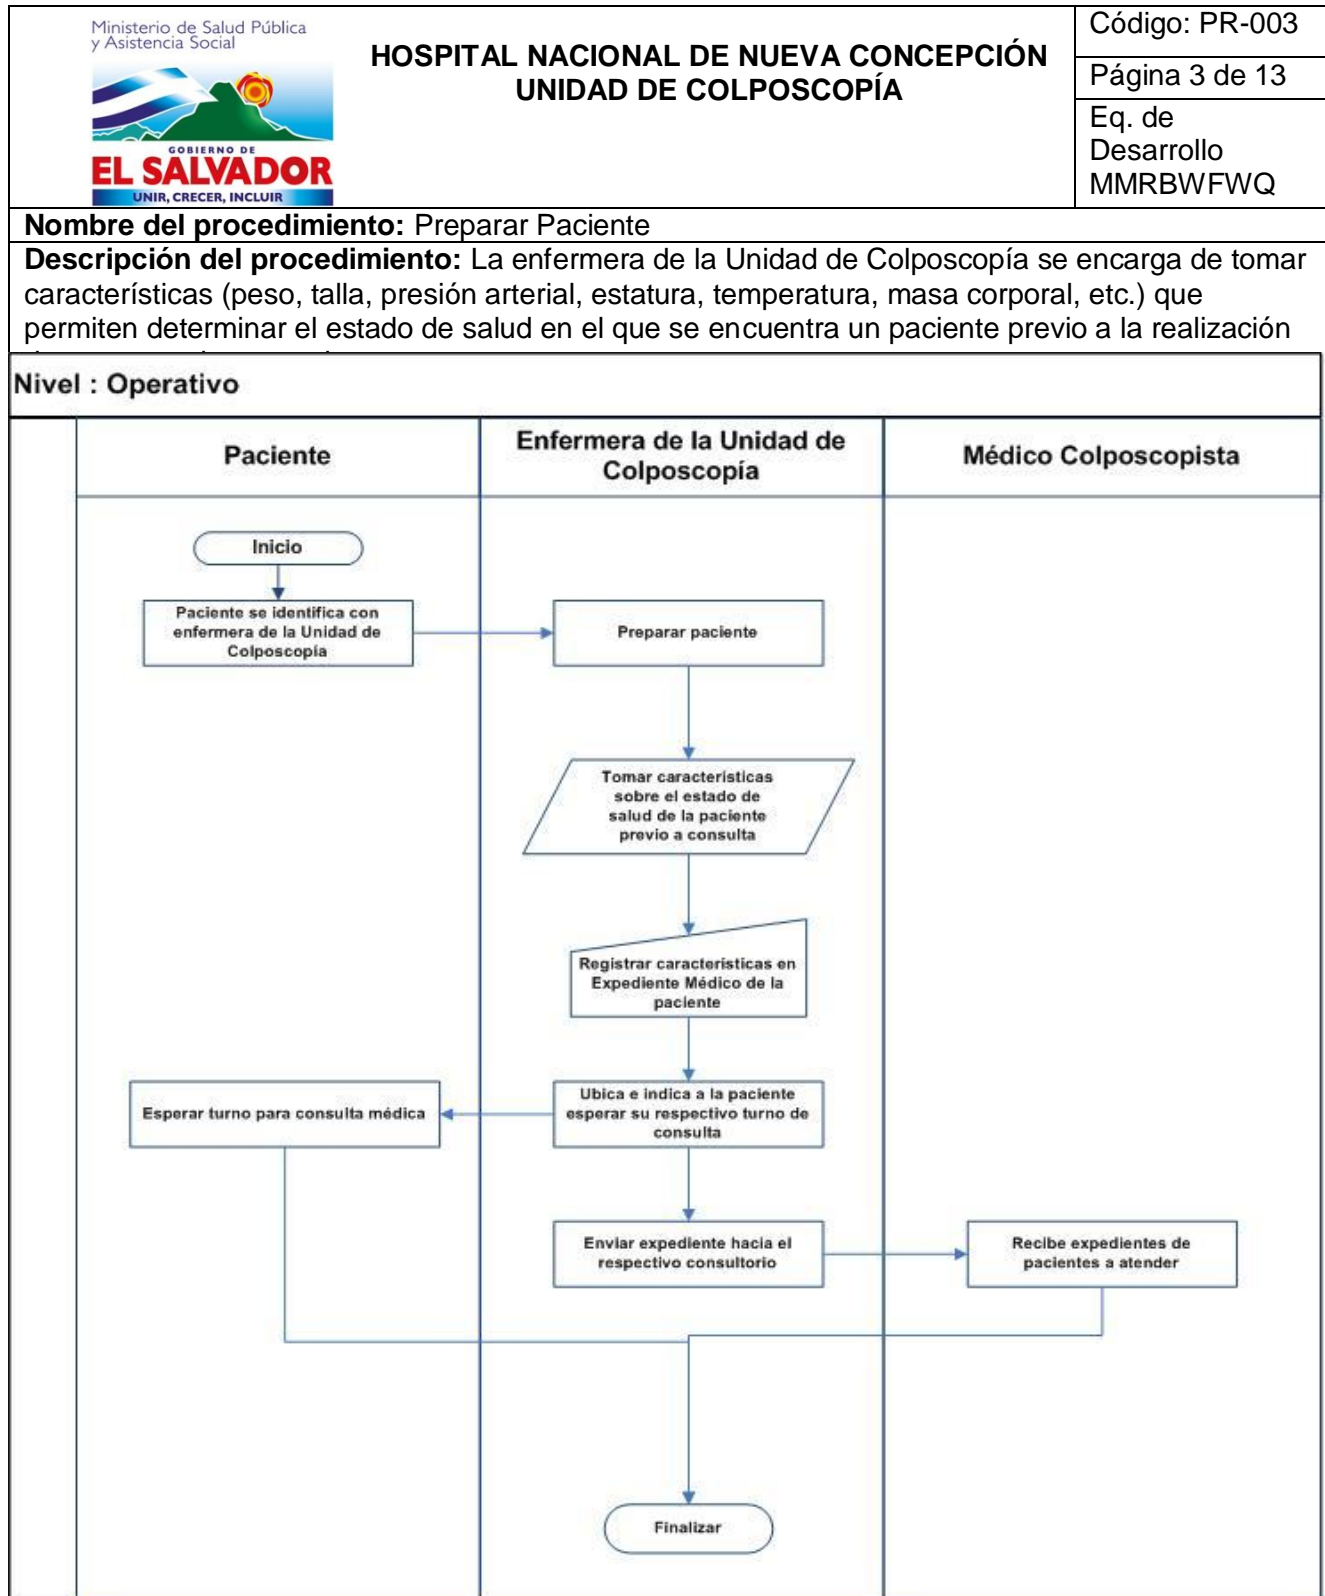 Ministerio de Salud Pública
y Asistencia Social
GOBIERNO DE
EL SALVADOR
UNIR, CRECER, INCLUIR
HOSPITAL NACIONAL DE NUEVA CONCEPCIÓN
UNIDAD DE COLPOSCOPÍA
Código: PR-003
Página 3 de 13
Eq. de
Desarrollo
MMRBWFWQ
Nombre del procedimiento: Preparar Paciente
Descripción del procedimiento: La enfermera de la Unidad de Colposcopía se encarga de tomar
características (peso, talla, presión arterial, estatura, temperatura, masa corporal, etc.) que
permiten determinar el estado de salud en el que se encuentra un paciente previo a la realización
Nivel : Operativo
Paciente
Enfermera de la Unidad de
Colposcopía
Médico Colposcopista
Inicio
Paciente se identifica con
enfermera de la Unidad de
Colposcopía
Preparar paciente
Tomar características
sobre el estado de
salud de la paciente
previo a consulta
Registrar características en
Expediente Médico de la
paciente
Esperar turno para consulta médica
Ubica e indica a la paciente
esperar su respectivo turno de
consulta
Enviar expediente hacia el
respectivo consultorio
Recibe expedientes de
pacientes a atender
Finalizar